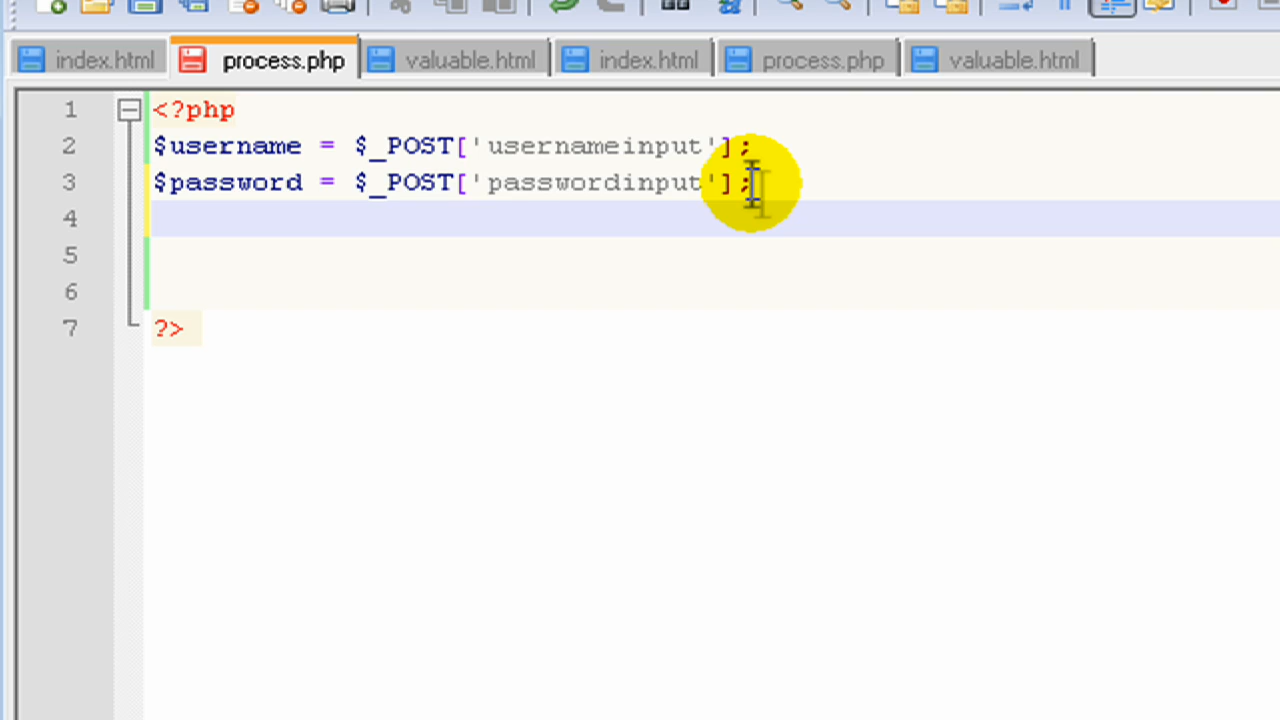 index.html process.php valuable.html index.html process.php valuable.html
1 <?php
2 $username = $_POST['usernameinput'];
3 $password = $_POST['passwordinput'];
4
5
6
7 ?>